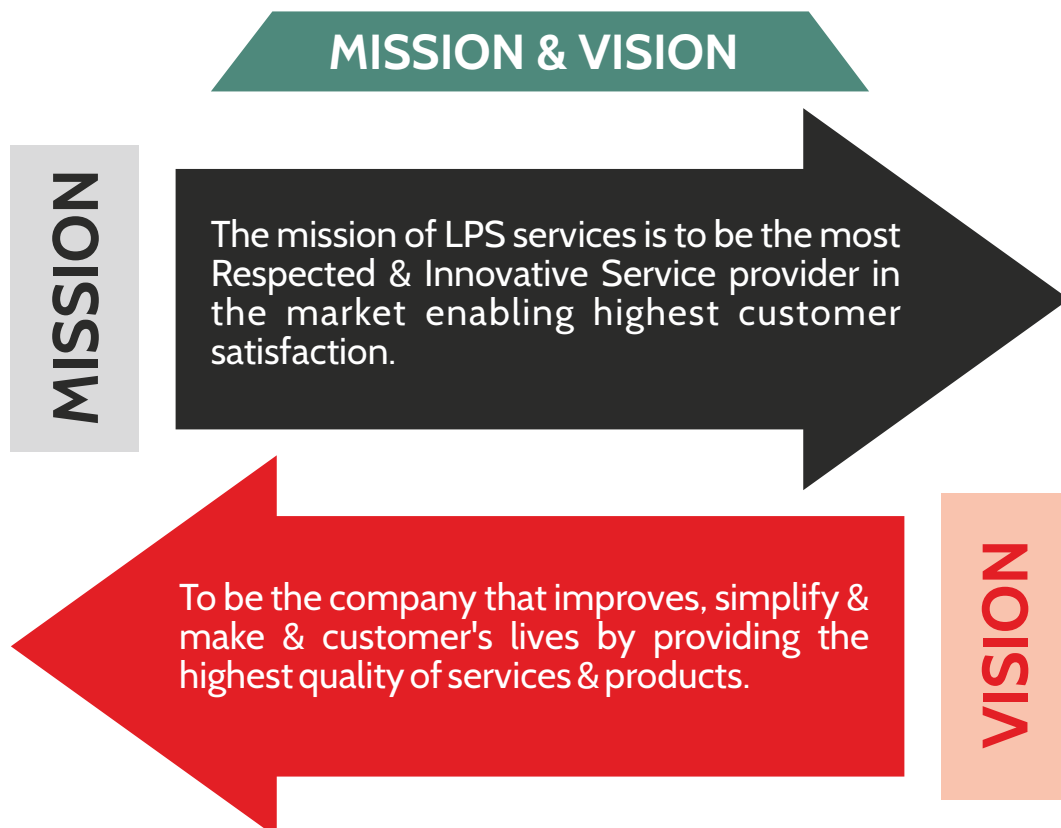 MISSION & VISION
MISSION
The mission of LPS services is to be the most
Respected & Innovative Service provider in
the market enabling highest customer
satisfaction.
To be the company that improves, simplify &
make & customer's lives by providing the
highest quality of services & products.
VISION